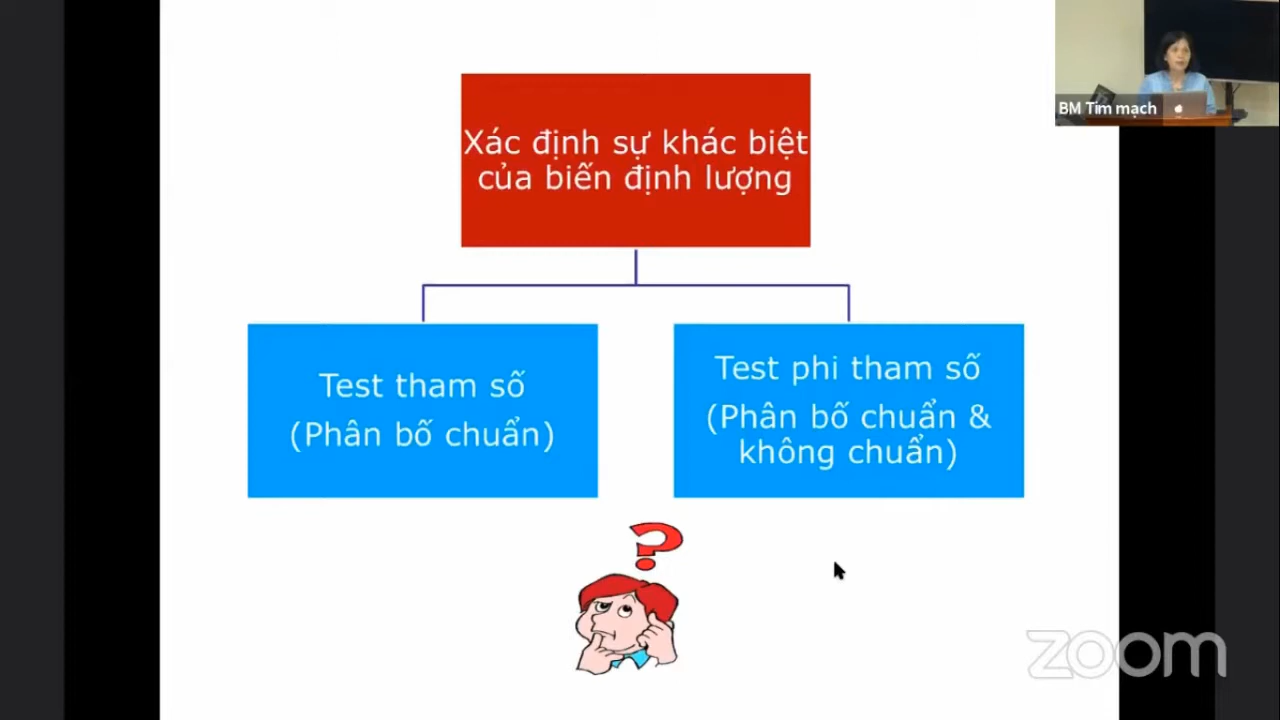 BM Tim mạch
Xác định sự khác biệt
của biến định lượng
Test tham số
(Phân bố chuẩn)
Test phi tham số
(Phân bố chuẩn &
không chuẩn)
?
zoom